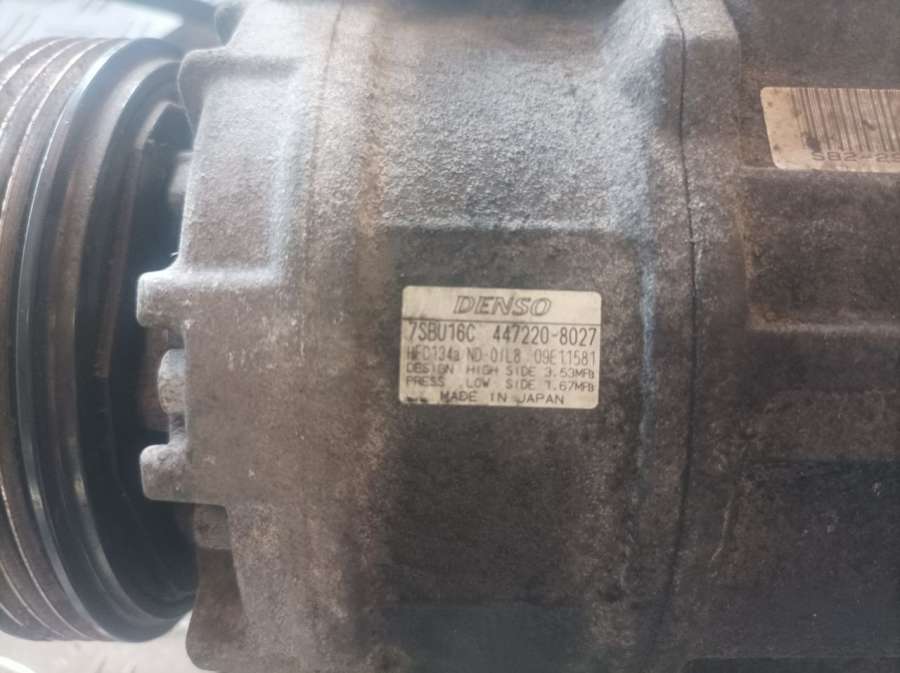 DENSO
7SBU16C 447220-8027
HFC134a ND-OIL8 09E11581
DESIGN HIGH SIDE 3.53MPa
PRESS. LOW SIDE 1.67MPa
MADE IN JAPAN